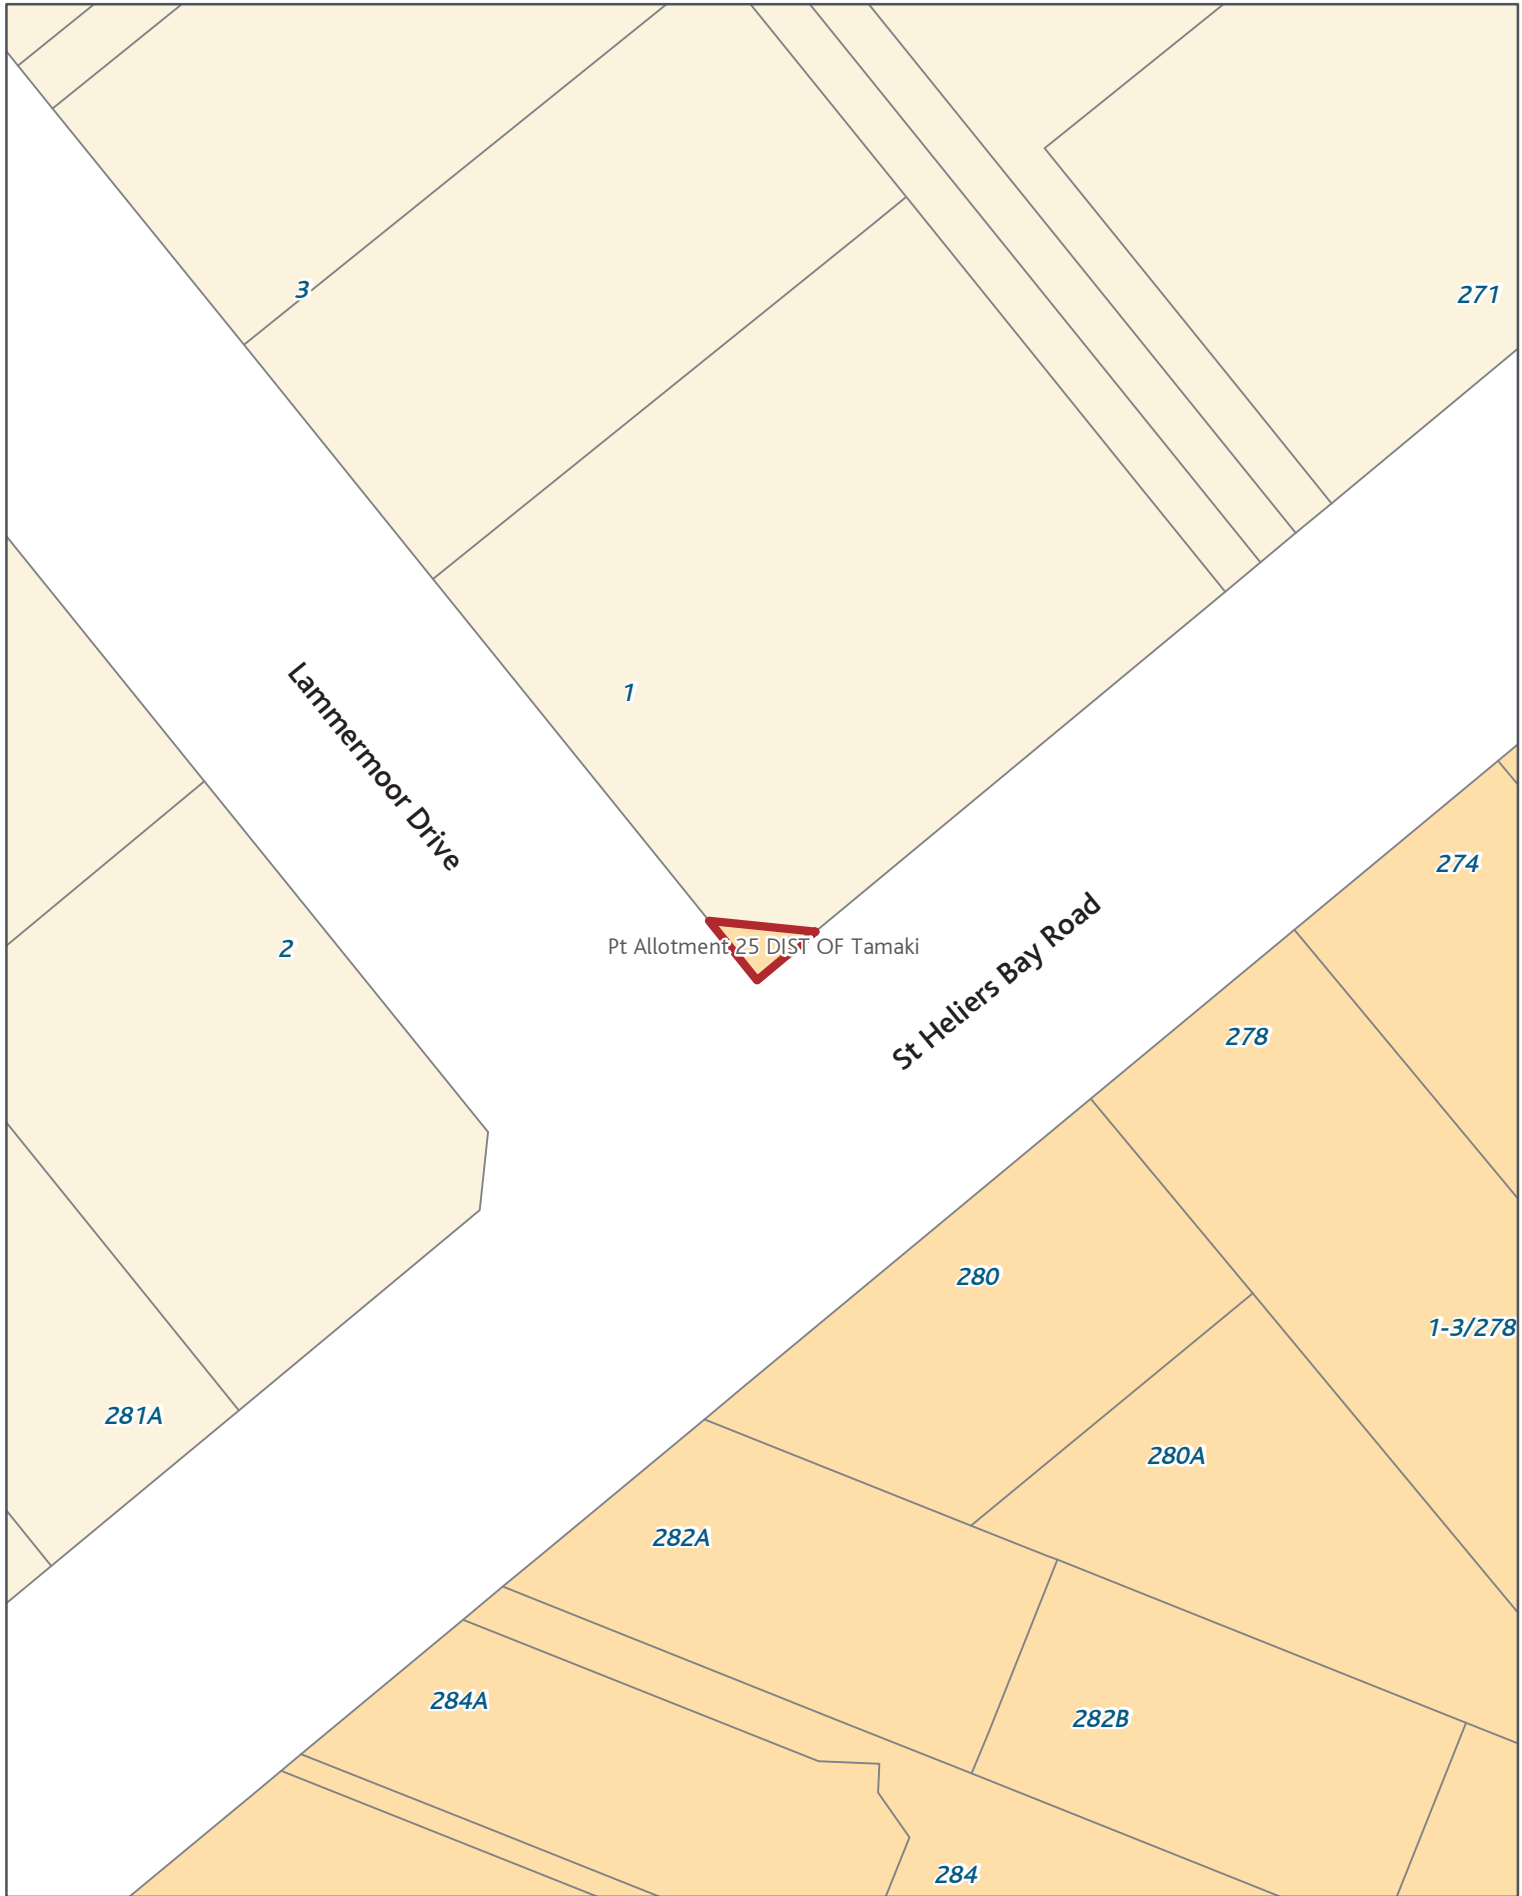 3
271
1
Lammermoor Drive
274
2
Pt Allotment 25 DIST OF Tamaki
St Heliers Bay Road
278
280
1-3/278
281A
280A
282A
284A
282B
284